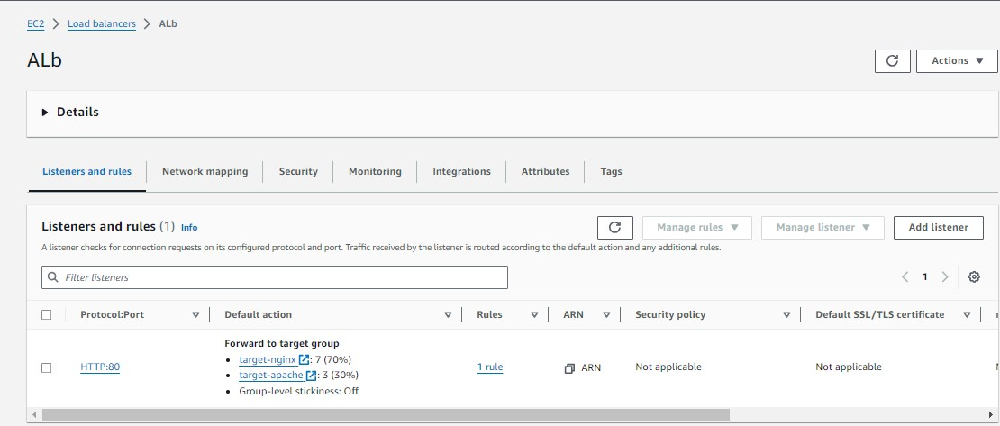 EC2 > Load balancers > ALb
ALb
Actions
Details
Listeners and rules
Network mapping
Security
Monitoring
Integrations
Attributes
Tags
Listeners and rules (1) Info
Manage rules
Manage listener
Add listener
A listener checks for connection requests on its configured protocol and port. Traffic received by the listener is routed according to the default action and any additional rules.
Filter listeners
1
Protocol:Port
Default action
Rules
ARN
Security policy
Default SSL/TLS certificate
HTTP:80
Forward to target group
• target-nginx : 7 (70%)
• target-apache : 3 (30%)
• Group-level stickiness: Off
1 rule
ARN
Not applicable
Not applicable